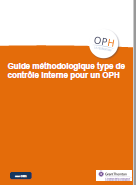 OPH
Guide méthodologique type de
contrôle interne pour un OPH
Grant Thornton